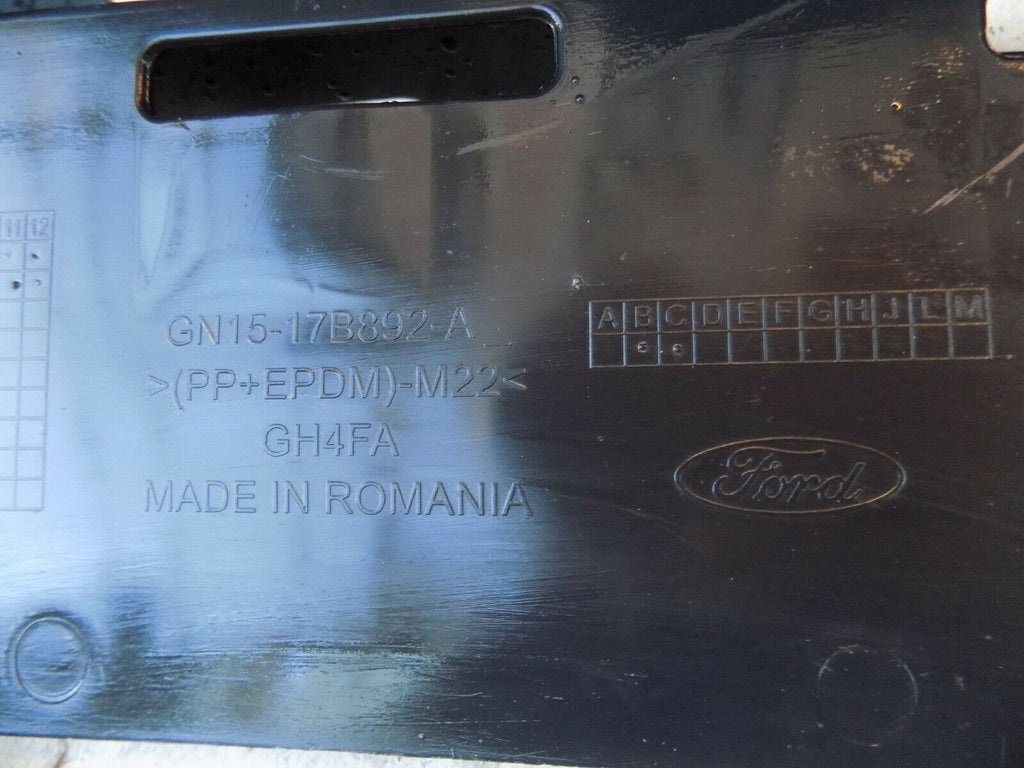 11 12
GN15-17B892-A _
>(PP+EPDM)-M22<
GH4FA
MADE IN ROMANIA
A B C D E F G H J L M
Ford